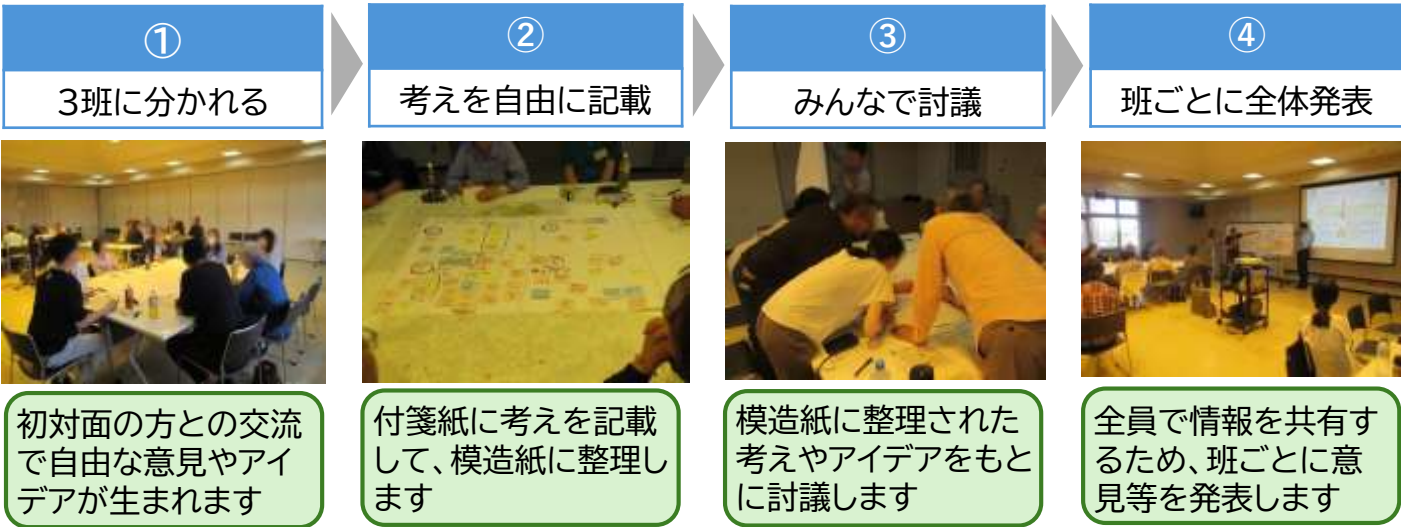 ①
3班に分かれる
初対面の方との交流
で自由な意見やアイ
デアが生まれます
②
考えを自由に記載
付箋紙に考えを記載
して、模造紙に整理し
ます
③
みんなで討議
模造紙に整理された
考えやアイデアをもと
に討議します
④
班ごとに全体発表
全員で情報を共有す
るため、班ごとに意
見等を発表します